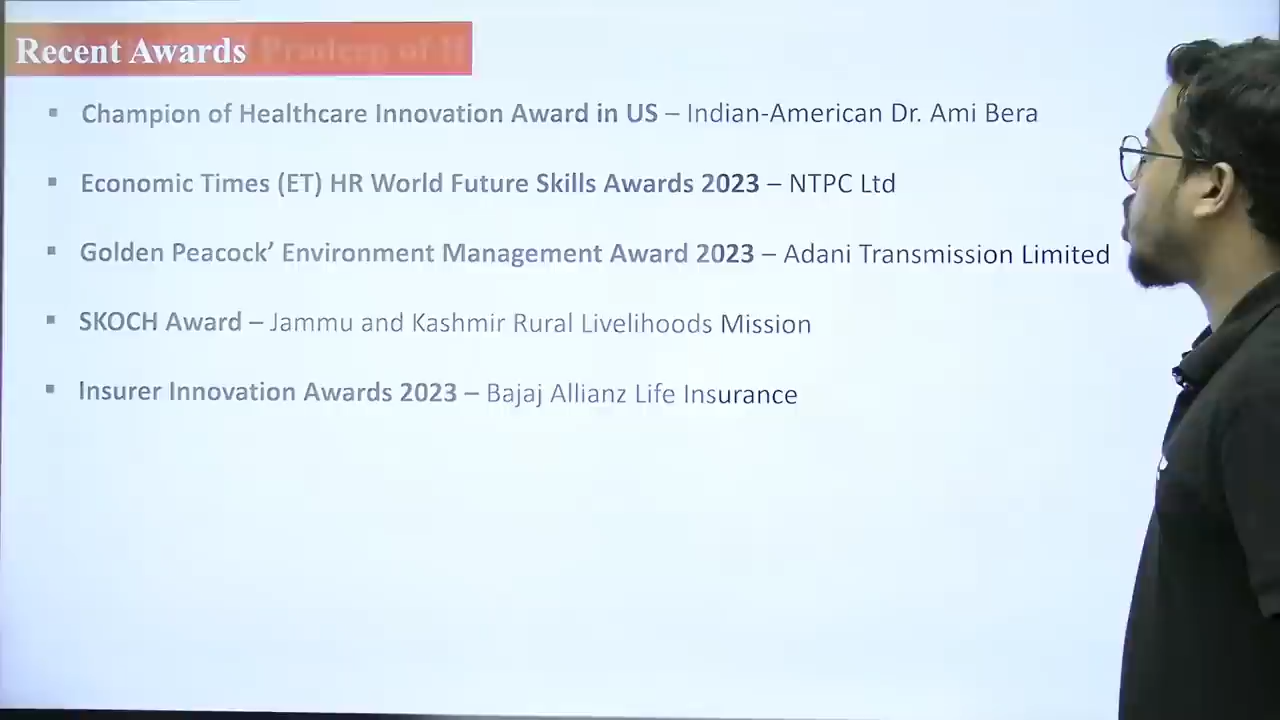 Recent Awards
▪ Champion of Healthcare Innovation Award in US – Indian-American Dr. Ami Bera
▪ Economic Times (ET) HR World Future Skills Awards 2023 – NTPC Ltd
▪ Golden Peacock’ Environment Management Award 2023 – Adani Transmission Limited
▪ SKOCH Award – Jammu and Kashmir Rural Livelihoods Mission
▪ Insurer Innovation Awards 2023 – Bajaj Allianz Life Insurance